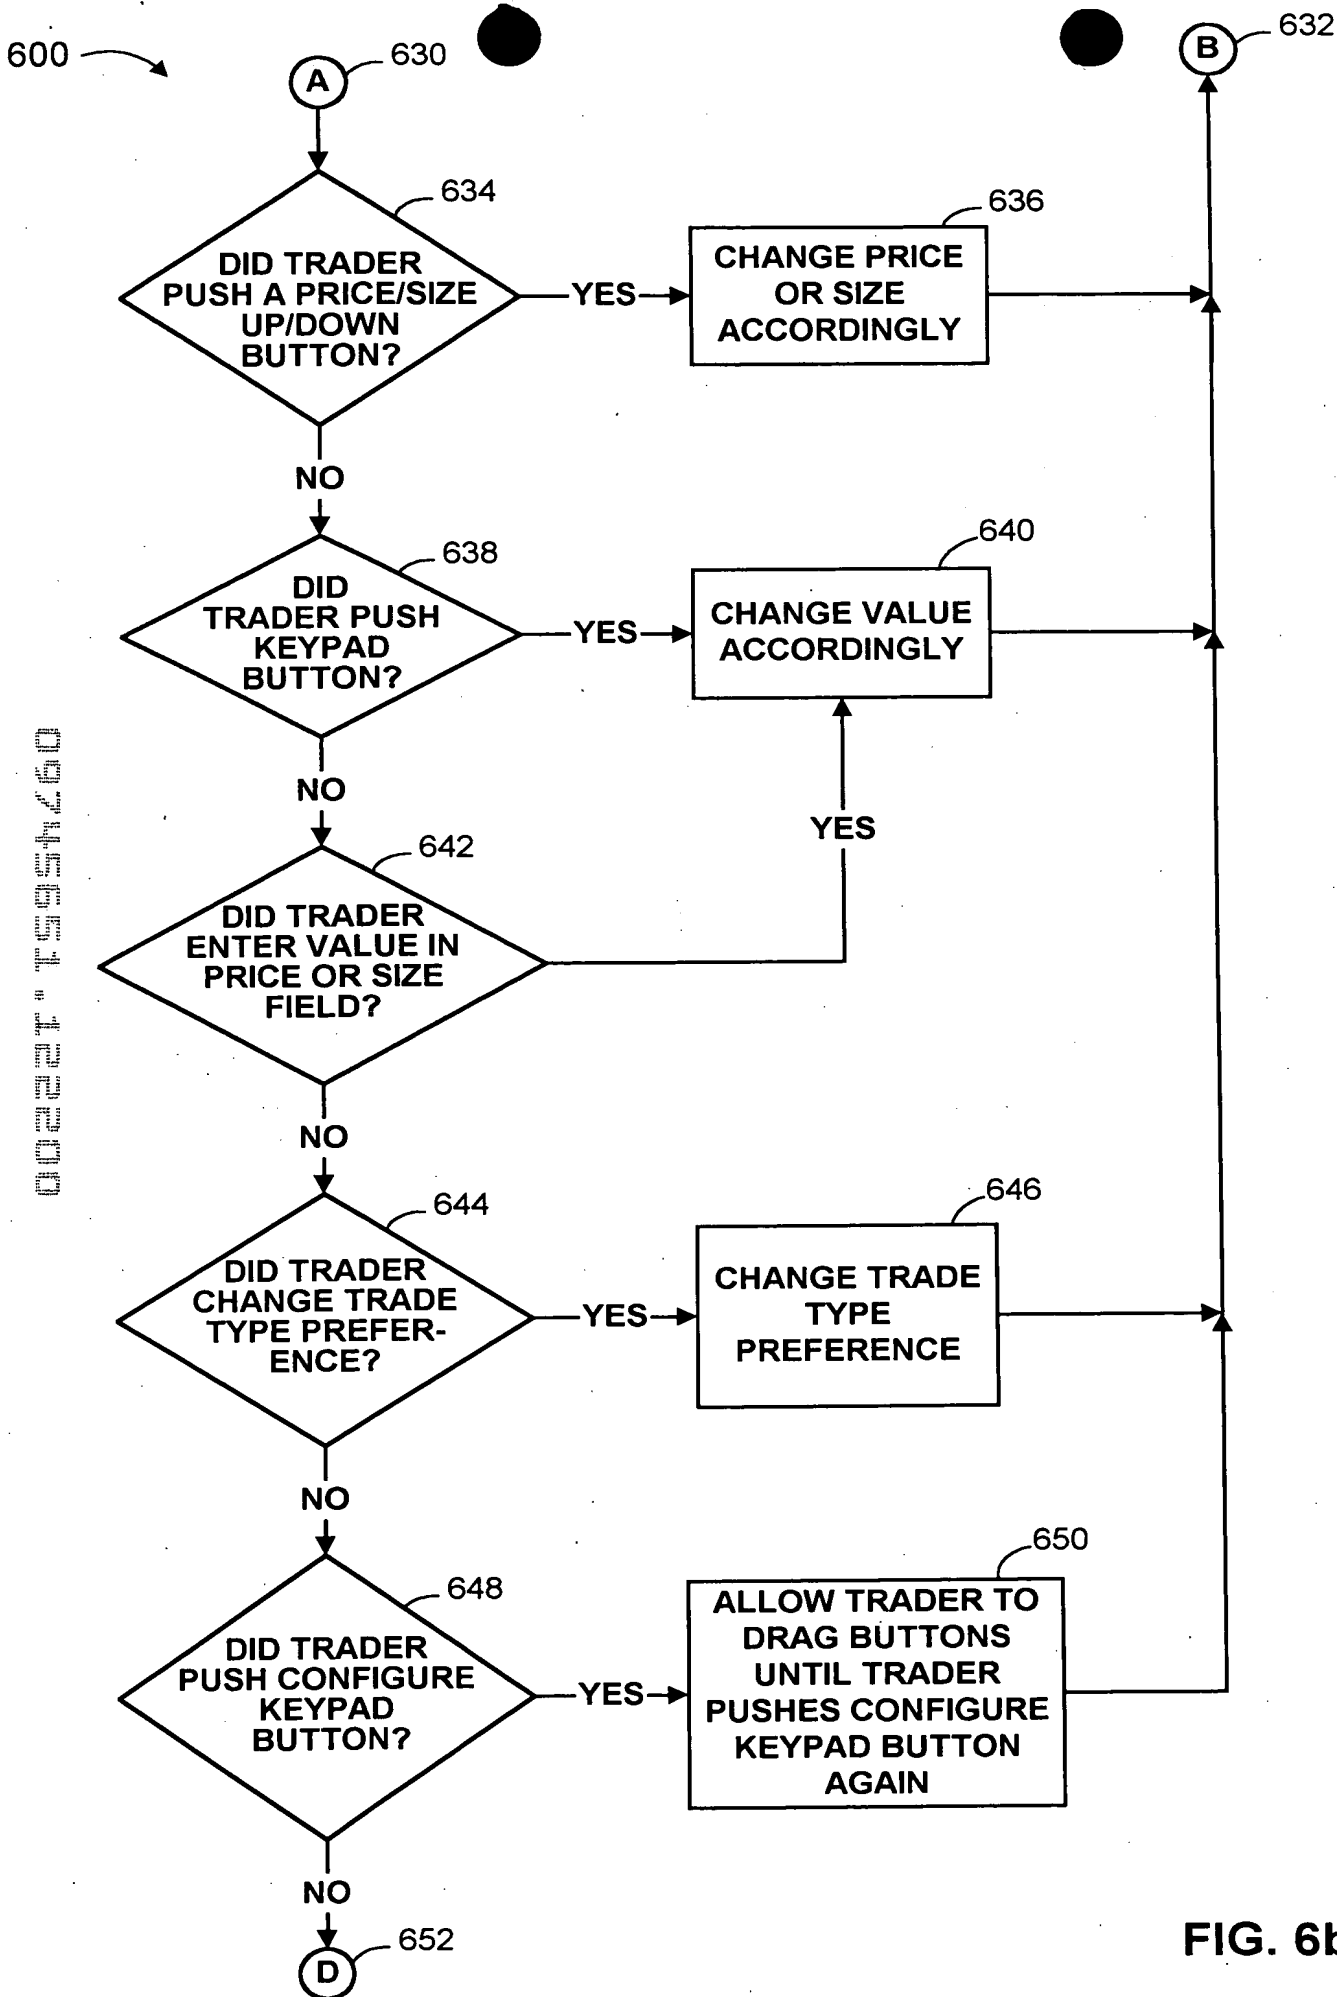 600
A
630
B
632
634
DID TRADER
PUSH A PRICE/SIZE
UP/DOWN
BUTTON?
YES
636
CHANGE PRICE
OR SIZE
ACCORDINGLY
NO
638
DID
TRADER PUSH
KEYPAD
BUTTON?
YES
640
CHANGE VALUE
ACCORDINGLY
NO
YES
642
DID TRADER
ENTER VALUE IN
PRICE OR SIZE
FIELD?
NO
644
DID TRADER
CHANGE TRADE
TYPE PREFER-
ENCE?
YES
646
CHANGE TRADE
TYPE
PREFERENCE
NO
648
DID TRADER
PUSH CONFIGURE
KEYPAD
BUTTON?
YES
650
ALLOW TRADER TO
DRAG BUTTONS
UNTIL TRADER
PUSHES CONFIGURE
KEYPAD BUTTON
AGAIN
NO
D
652
FIG. 6b
09745651.122200